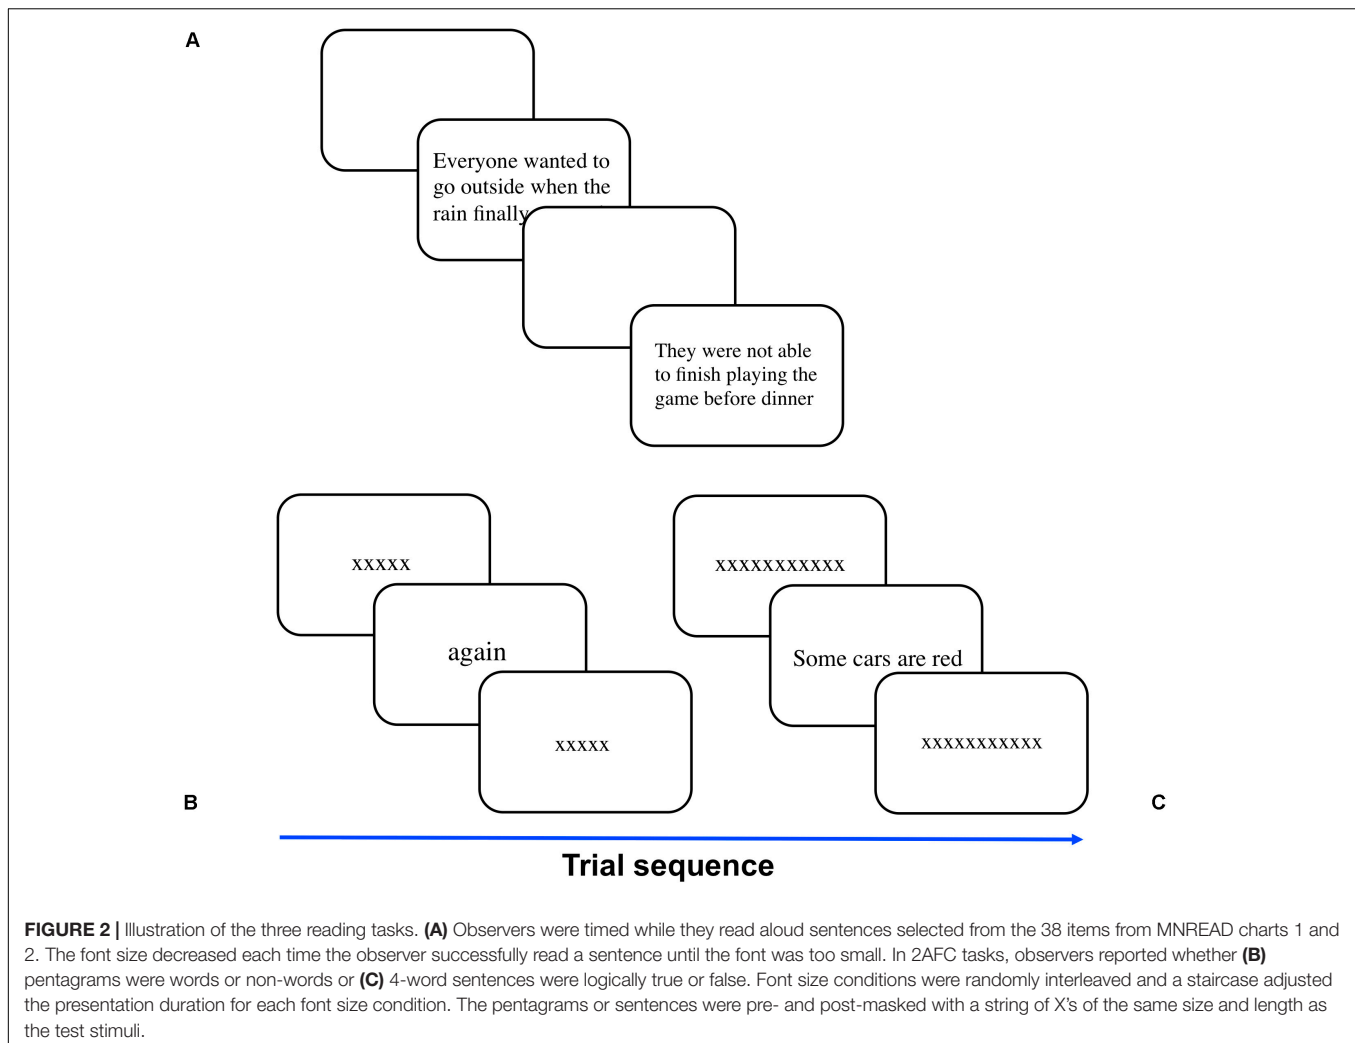 A
Everyone wanted to
go outside when the
rain finally
They were not able
to finish playing the
game before dinner
xxxxx
again
xxxxx
B
xxxxxxxxxxx
Some cars are red
xxxxxxxxxxx
C
Trial sequence
FIGURE 2 | Illustration of the three reading tasks. (A) Observers were timed while they read aloud sentences selected from the 38 items from MNREAD charts 1 and
2. The font size decreased each time the observer successfully read a sentence until the font was too small. In 2AFC tasks, observers reported whether (B)
pentagrams were words or non-words or (C) 4-word sentences were logically true or false. Font size conditions were randomly interleaved and a staircase adjusted
the presentation duration for each font size condition. The pentagrams or sentences were pre- and post-masked with a string of X's of the same size and length as
the test stimuli.